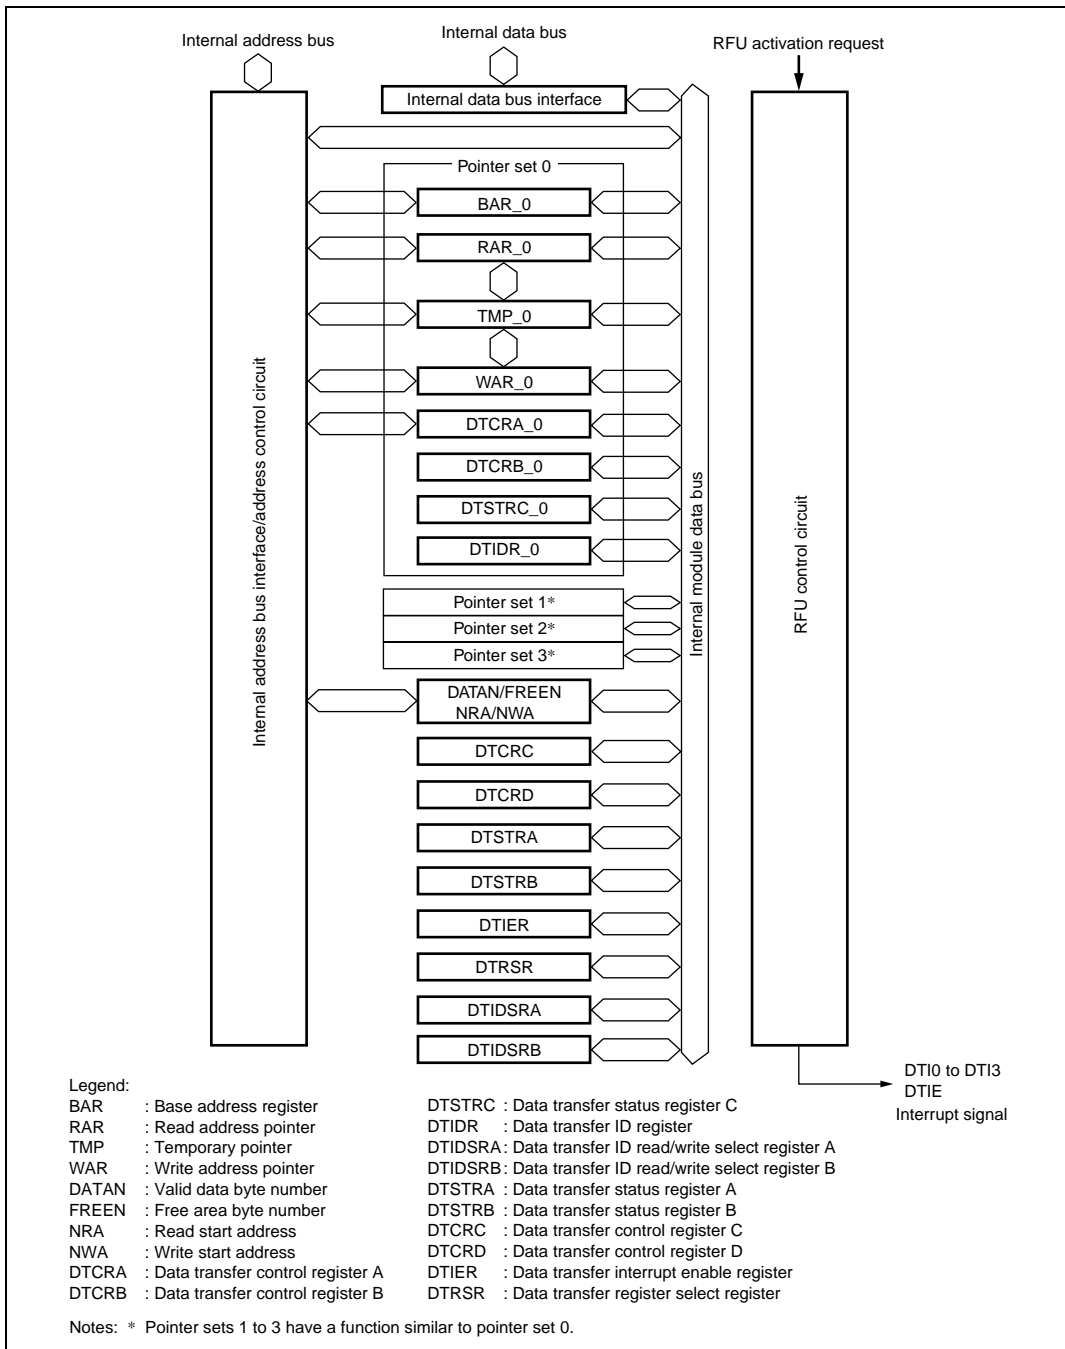 Internal address bus
Internal data bus
RFU activation request
Internal data bus interface
Pointer set 0
BAR_0
RAR_0
TMP_0
WAR_0
DTCRA_0
DTCRB_0
DTSTRC_0
DTIDR_0
Internal address bus interface/address control circuit
Internal module data bus
RFU control circuit
Pointer set 1*
Pointer set 2*
Pointer set 3*
DATAN/FREEN
NRA/NWA
DTCRC
DTCRD
DTSTRA
DTSTRB
DTIER
DTRSR
DTIDSRA
DTIDSRB
DTI0 to DTI3
DTIE
Interrupt signal
Legend:
BAR : Base address register
RAR : Read address pointer
TMP : Temporary pointer
WAR : Write address pointer
DATAN : Valid data byte number
FREEN : Free area byte number
NRA : Read start address
NWA : Write start address
DTCRA : Data transfer control register A
DTCRB : Data transfer control register B
DTSTRC : Data transfer status register C
DTIDR : Data transfer ID register
DTIDSRA : Data transfer ID read/write select register A
DTIDSRB : Data transfer ID read/write select register B
DTSTRA : Data transfer status register A
DTSTRB : Data transfer status register B
DTCRC : Data transfer control register C
DTCRD : Data transfer control register D
DTIER : Data transfer interrupt enable register
DTRSR : Data transfer register select register
Notes: * Pointer sets 1 to 3 have a function similar to pointer set 0.